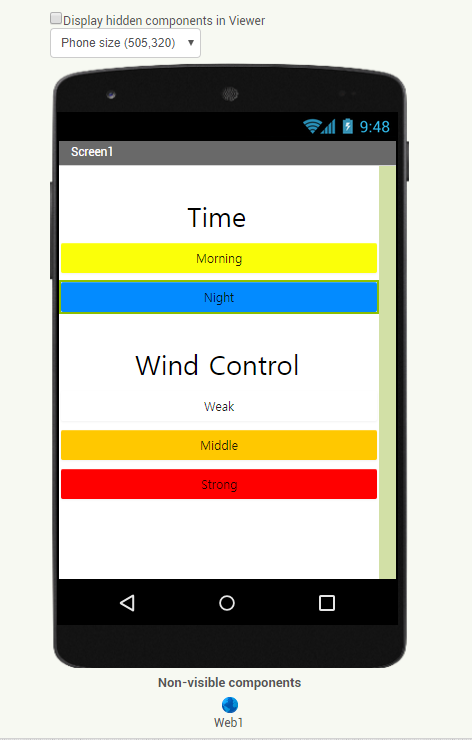 Display hidden components in Viewer
Phone size (505,320)
9:48
Screen1
Time
Morning
Night
Wind Control
Weak
Middle
Strong
Non-visible components
Web1